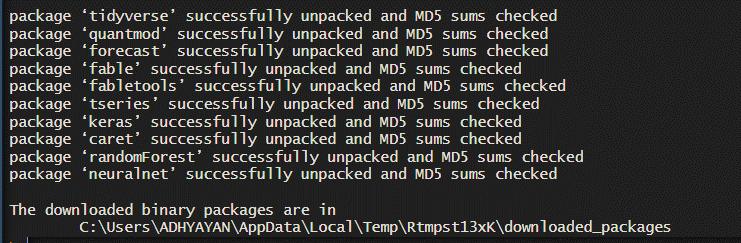 package ‘tidyverse’ successfully unpacked and MD5 sums checked
package ‘quantmod’ successfully unpacked and MD5 sums checked
package ‘forecast’ successfully unpacked and MD5 sums checked
package ‘fable’ successfully unpacked and MD5 sums checked
package ‘fabletools’ successfully unpacked and MD5 sums checked
package ‘tseries’ successfully unpacked and MD5 sums checked
package ‘keras’ successfully unpacked and MD5 sums checked
package ‘caret’ successfully unpacked and MD5 sums checked
package ‘randomForest’ successfully unpacked and MD5 sums checked
package ‘neuralnet’ successfully unpacked and MD5 sums checked

The downloaded binary packages are in
        C:\Users\ADHYAYAN\AppData\Local\Temp\Rtmpst13xK\downloaded_packages